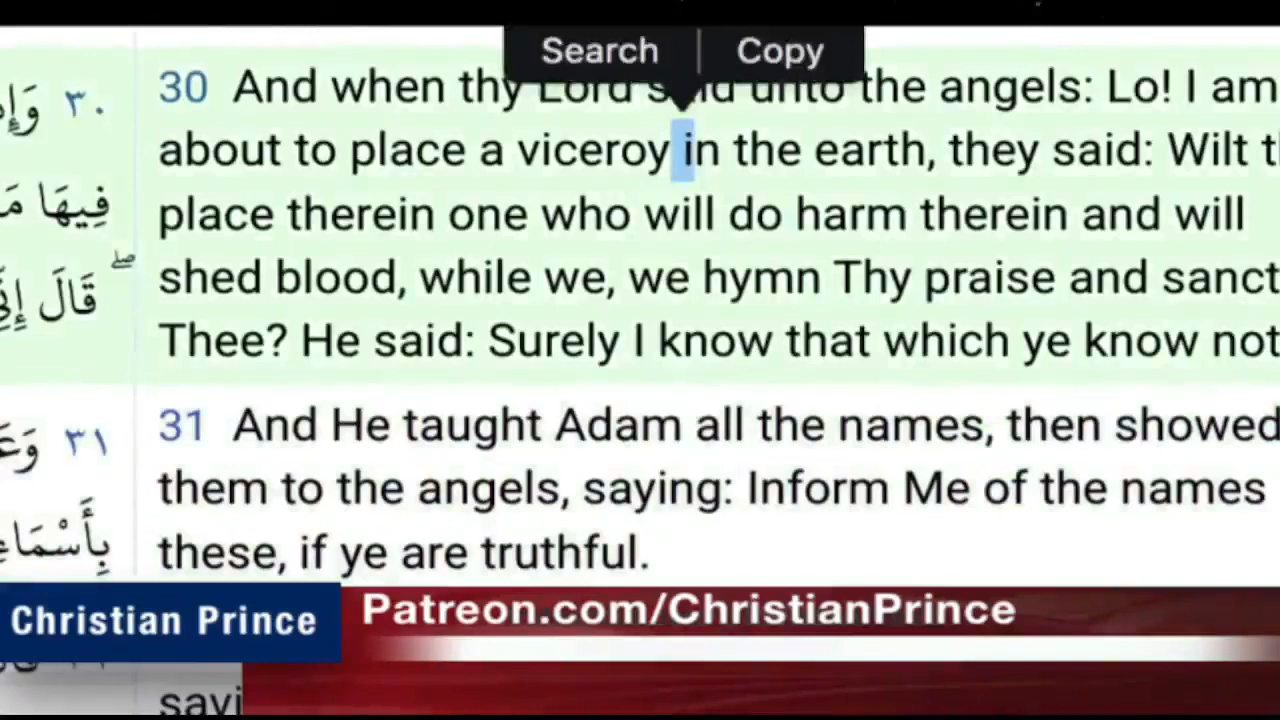 Search Copy
٣٠
30 And when thy Lord said unto the angels: Lo! I am
about to place a viceroy in the earth, they said: Wilt
فِيهَا
place therein one who will do harm therein and will
shed blood, while we, we hymn Thy praise and
قَالَ
Thee? He said: Surely I know that which ye know not
٣١
31 And He taught Adam all the names, then showed
them to the angels, saying: Inform Me of the names
these, if ye are truthful.
Christian Prince
Patreon.com/ChristianPrince